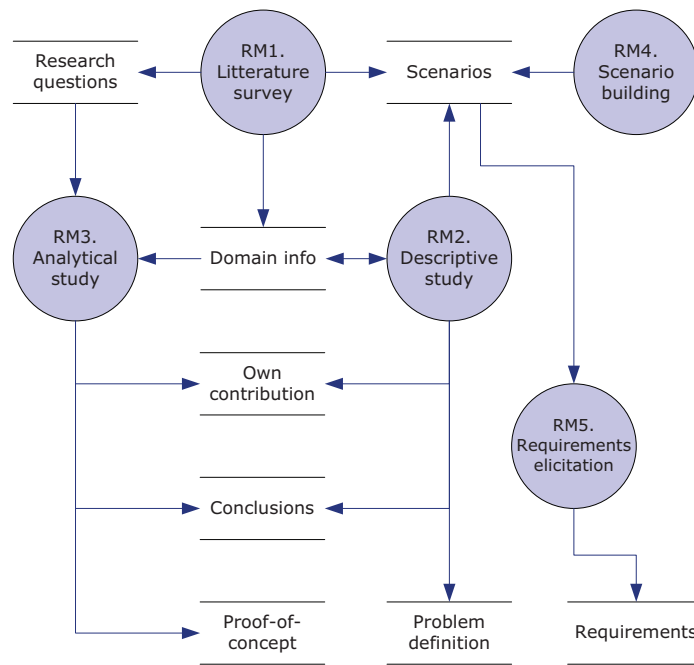 Research
questions
RM1.
Litterature
survey
Scenarios
RM4.
Scenario
building
RM3.
Analytical
study
Domain info
RM2.
Descriptive
study
Own
contribution
RM5.
Requirements
elicitation
Conclusions
Proof-of-
concept
Problem
definition
Requirements